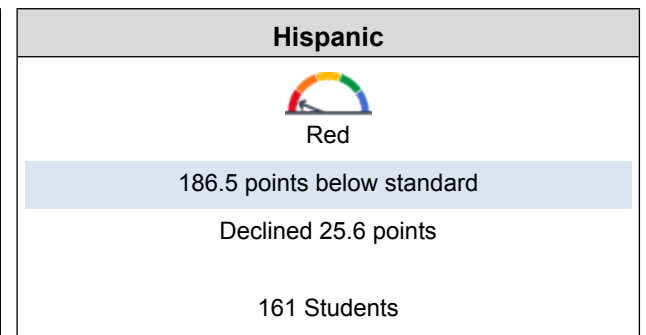 Hispanic
Red
186.5 points below standard
Declined 25.6 points
161 Students